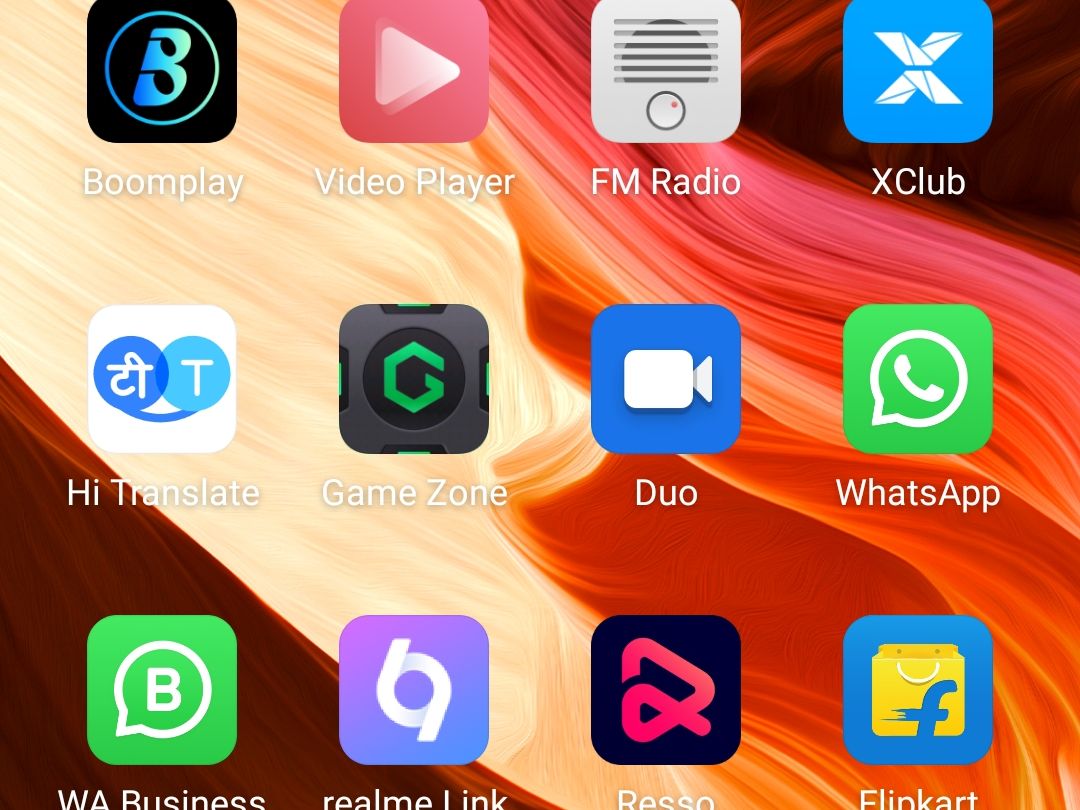 B
Boomplay Video Player FM Radio XClub
टी T
Hi Translate Game Zone Duo WhatsApp
B f
WA Business realme Link Resso Flipkart